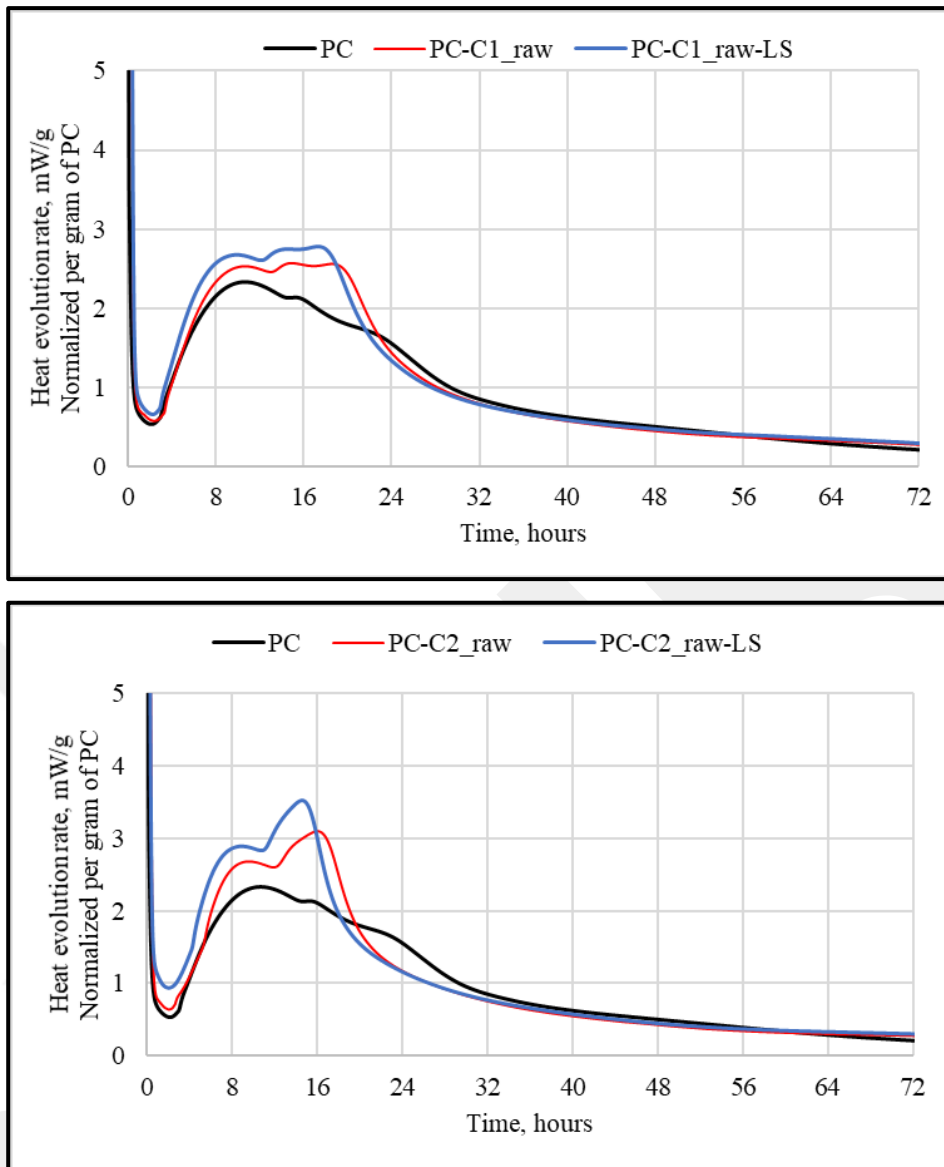 PC PC-C1_raw PC-C1_raw-LS
Heat evolution rate, mW/g
Normalized per gram of PC
5
4
3
2
1
0
0 8 16 24 32 40 48 56 64 72
Time, hours
PC PC-C2_raw PC-C2_raw-LS
Heat evolution rate, mW/g
Normalized per gram of PC
5
4
3
2
1
0
0 8 16 24 32 40 48 56 64 72
Time, hours